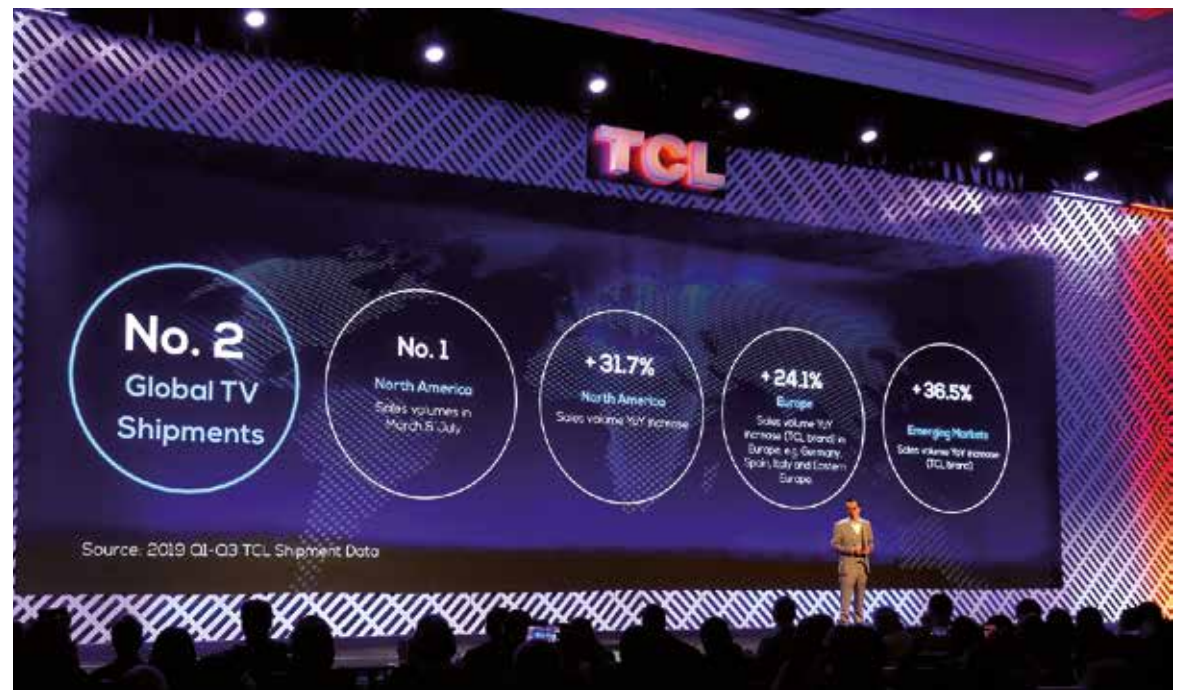 TCL
No. 2
Global TV
Shipments
No. 1
North America
Sales volumes in
March & July
+31.7%
North America
Sales volume YoY increase
+24.1%
Europe
Sales volume YoY
increase (TCL brand) in
Europe, e.g. Germany,
Spain, Italy and Eastern
Europe
+36.5%
Emerging Markets
Sales volume YoY increase
(TCL brand)
Source: 2019 Q1-Q3 TCL Shipment Data